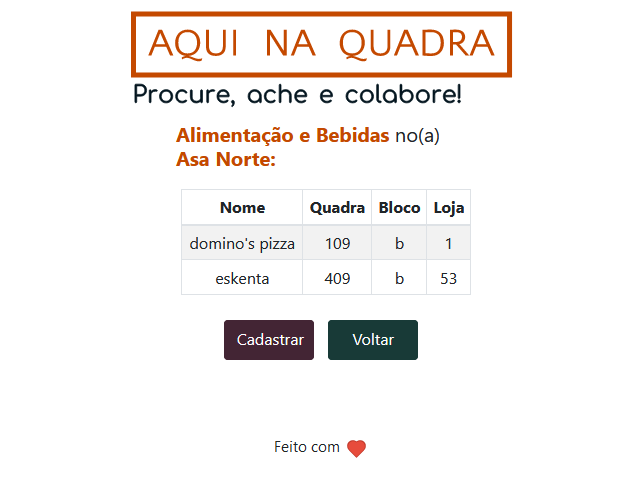 AQUI NA QUADRA
Procure, ache e colabore!
Alimentação e Bebidas no(a)
Asa Norte:
Nome Quadra Bloco Loja
domino's pizza 109 b 1
eskenta 409 b 53
Cadastrar Voltar
Feito com